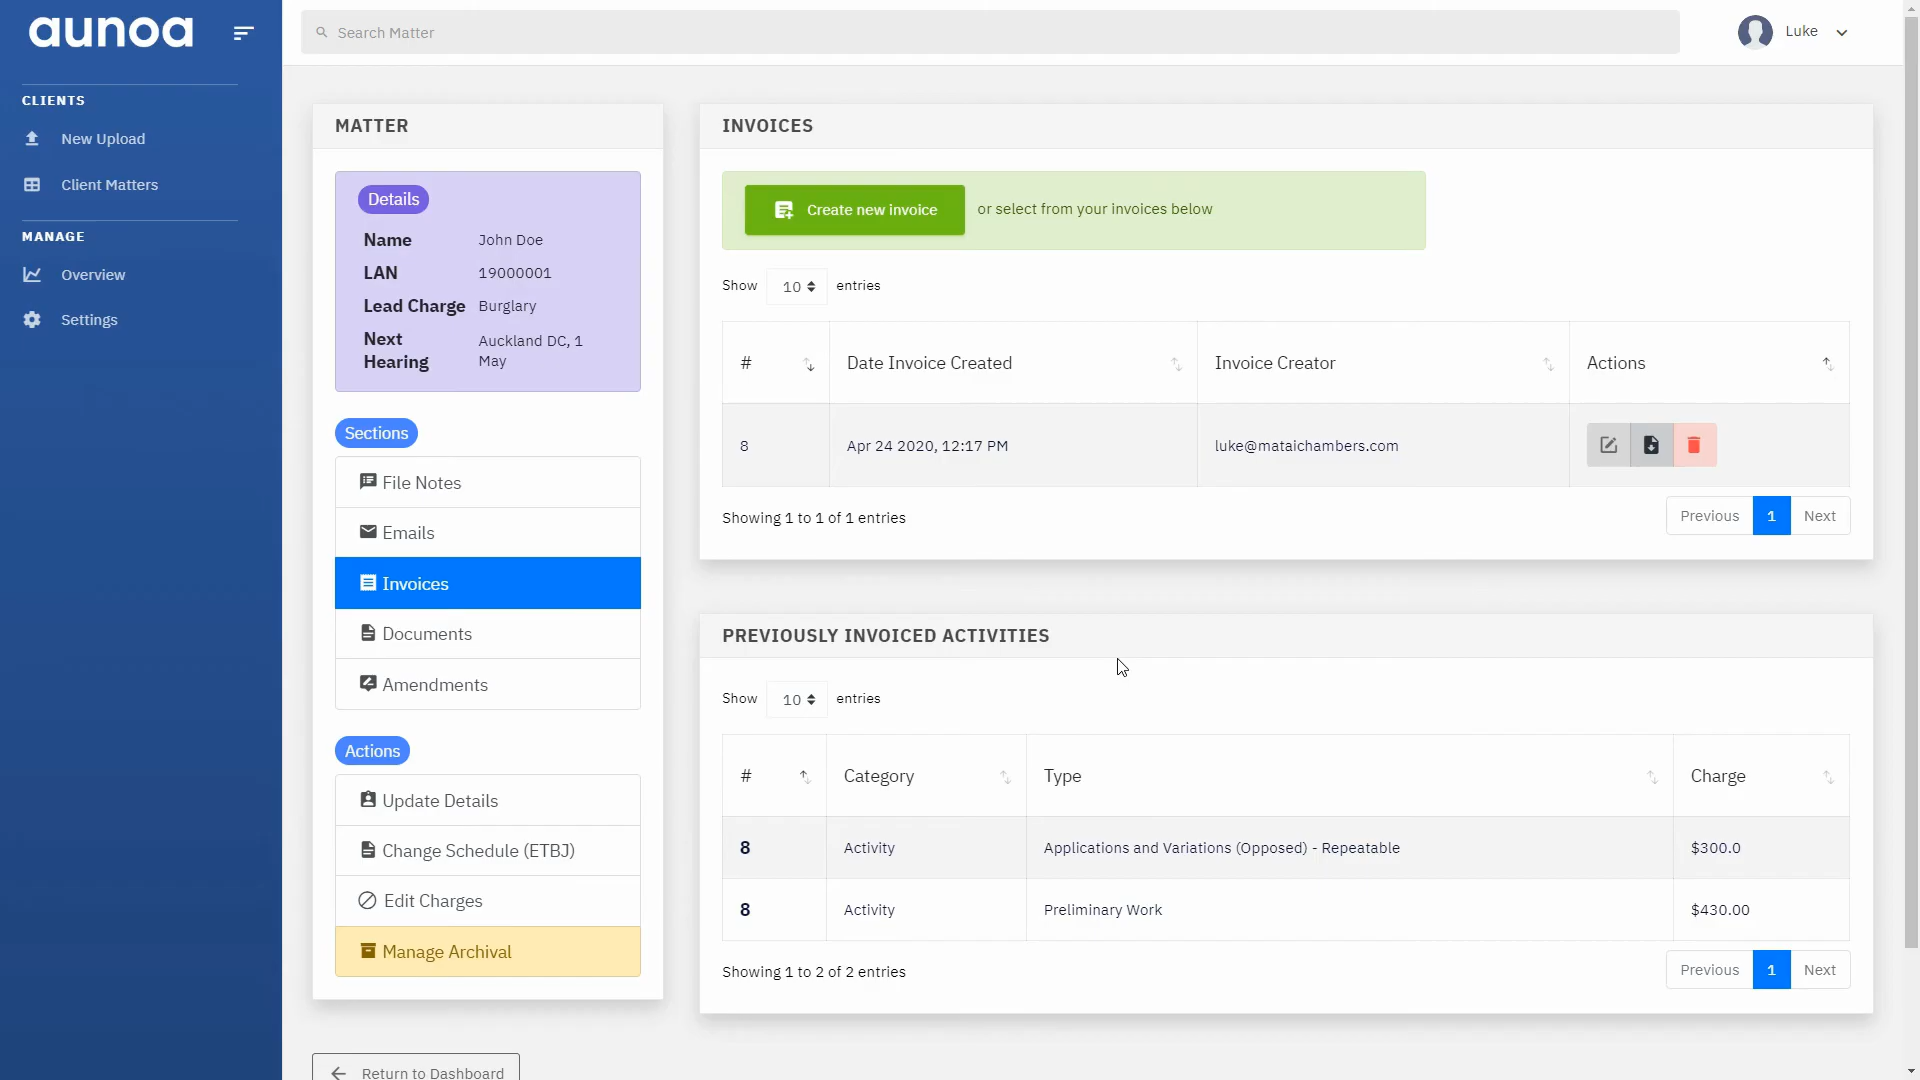 aunoa
Search Matter
Luke
CLIENTS
New Upload
Client Matters
MANAGE
Overview
Settings
MATTER
Details
Name John Doe
LAN 19000001
Lead Charge Burglary
Next Hearing Auckland DC, 1 May
Sections
File Notes
Emails
Invoices
Documents
Amendments
Actions
Update Details
Change Schedule (ETBJ)
Edit Charges
Manage Archival
Return to Dashboard
INVOICES
Create new invoice or select from your invoices below
Show 10 entries
# Date Invoice Created Invoice Creator Actions
8 Apr 24 2020, 12:17 PM luke@mataichambers.com
Showing 1 to 1 of 1 entries Previous 1 Next
PREVIOUSLY INVOICED ACTIVITIES
Show 10 entries
# Category Type Charge
8 Activity Applications and Variations (Opposed) - Repeatable $300.0
8 Activity Preliminary Work $430.00
Showing 1 to 2 of 2 entries Previous 1 Next